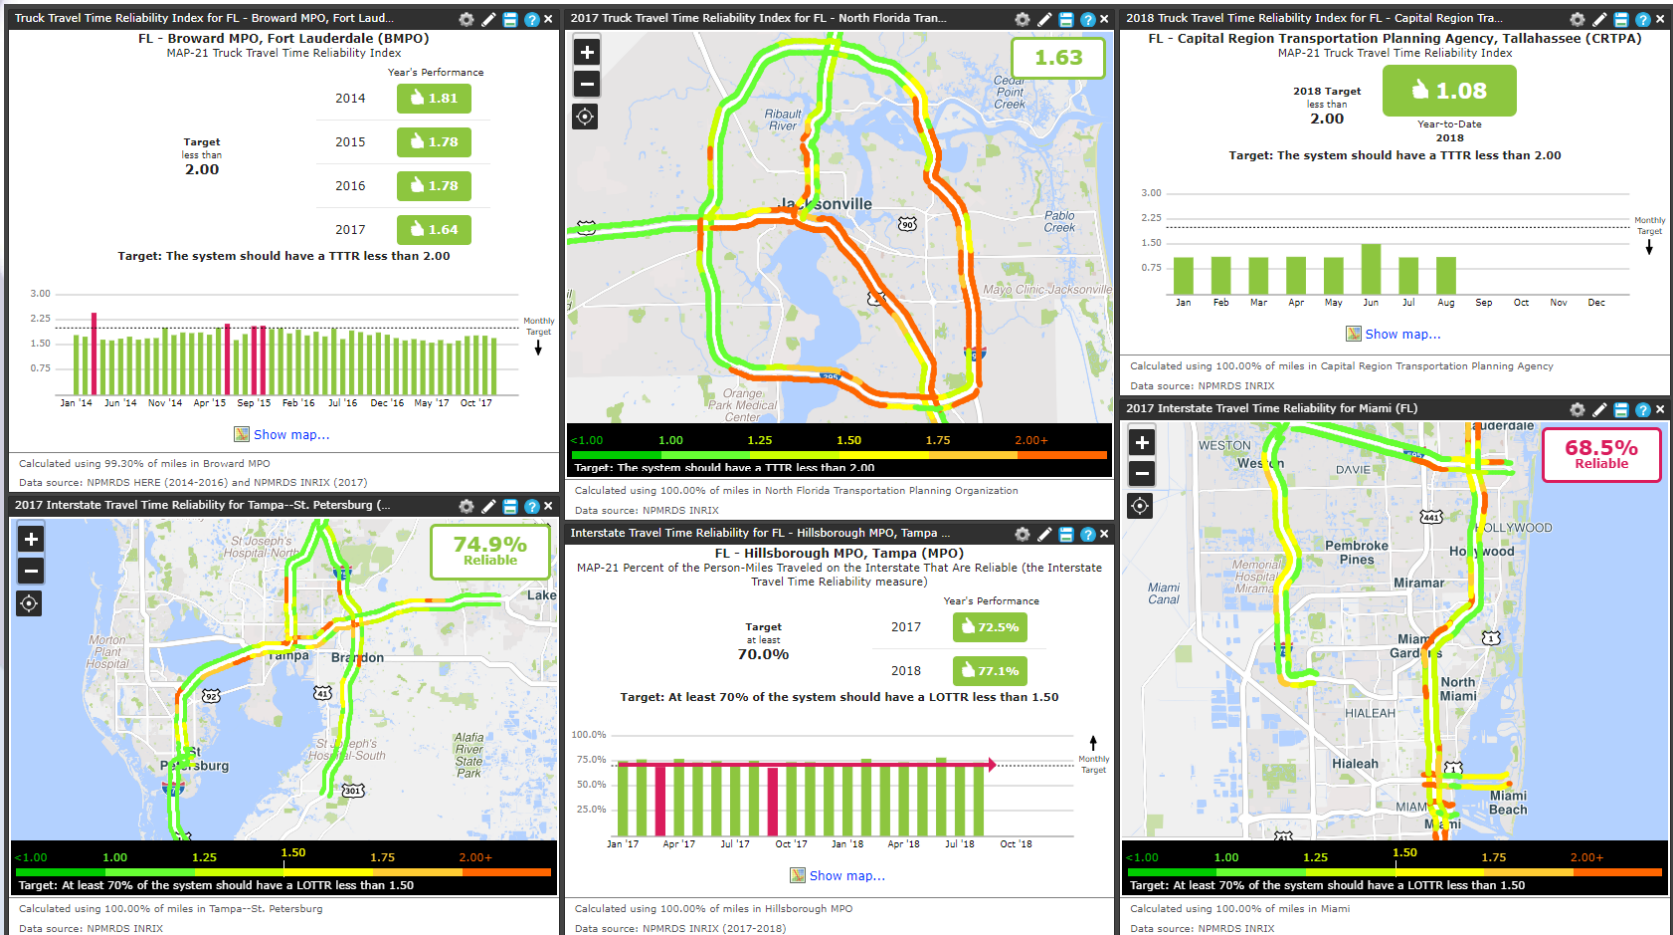 Truck Travel Time Reliability Index for FL - Broward MPO, Fort Laud...
FL - Broward MPO, Fort Lauderdale (BMPO)
MAP-21 Truck Travel Time Reliability Index
Year's Performance
2014 1.81
2015 1.78
Target
less than
2.00
2016 1.78
2017 1.64
Target: The system should have a TTTR less than 2.00
3.00
2.25
1.50
0.75
Monthly
Target
Jan '14 Jun '14 Nov '14 Apr '15 Sep '15 Feb '16 Jul '16 Dec '16 May '17 Oct '17
Show map...
Calculated using 99.30% of miles in Broward MPO
Data source: NPMRDS HERE (2014-2016) and NPMRDS INRIX (2017)
2017 Truck Travel Time Reliability Index for FL - North Florida Tran...
+
−
1.63
Cedar
Point
Creek
Ribault
River
Jacksonville
90
Pablo
Creek
Mayo Clinic-Jacksonville
295
Orange
Park Medical
Center
<1.00 1.00 1.25 1.50 1.75 2.00+
Target: The system should have a TTTR less than 2.00
Calculated using 100.00% of miles in North Florida Transportation Planning Organization
Data source: NPMRDS INRIX
2018 Truck Travel Time Reliability Index for FL - Capital Region Tra...
FL - Capital Region Transportation Planning Agency, Tallahassee (CRTPA)
MAP-21 Truck Travel Time Reliability Index
2018 Target
less than
2.00
1.08
Year-to-Date
2018
Target: The system should have a TTTR less than 2.00
3.00
2.25
1.50
0.75
Monthly
Target
Jan Feb Mar Apr May Jun Jul Aug Sep Oct Nov Dec
Show map...
Calculated using 100.00% of miles in Capital Region Transportation Planning Agency
Data source: NPMRDS INRIX
2017 Interstate Travel Time Reliability for Tampa--St. Petersburg (...
+
−
74.9%
Reliable
St Joseph's
Hospital-North
Lake
Morton
Plant
Hospital
Tampa
Brandon
92
41
St
Petersburg
St Joseph's
Hospital-South
Alafia
River
State
Park
301
<1.00 1.00 1.25 1.50 1.75 2.00+
Target: At least 70% of the system should have a LOTTR less than 1.50
Calculated using 100.00% of miles in Tampa--St. Petersburg
Data source: NPMRDS INRIX
Interstate Travel Time Reliability for FL - Hillsborough MPO, Tampa ...
FL - Hillsborough MPO, Tampa (MPO)
MAP-21 Percent of the Person-Miles Traveled on the Interstate That Are Reliable (the Interstate
Travel Time Reliability measure)
Year's Performance
Target
at least
70.0%
2017 72.5%
2018 77.1%
Target: At least 70% of the system should have a LOTTR less than 1.50
100.0%
75.0%
50.0%
25.0%
Monthly
Target
Jan '17 Apr '17 Jul '17 Oct '17 Jan '18 Apr '18 Jul '18 Oct '18
Show map...
Calculated using 100.00% of miles in Hillsborough MPO
Data source: NPMRDS INRIX (2017-2018)
2017 Interstate Travel Time Reliability for Miami (FL)
+
−
68.5%
Reliable
auderdale
WESTON
Weston
DAVIE
441
HOLLYWOOD
Hollywood
Pembroke
Pines
Memorial
Hospital
Miramar
Miramar
Miami
Canal
Miami
Gardens
1
North
Miami
HIALEAH
Hialeah
1
Miami
Beach
MIAMI
Miami
41
<1.00 1.00 1.25 1.50 1.75 2.00+
Target: At least 70% of the system should have a LOTTR less than 1.50
Calculated using 100.00% of miles in Miami
Data source: NPMRDS INRIX